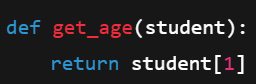 def get_age(student):
    return student[1]